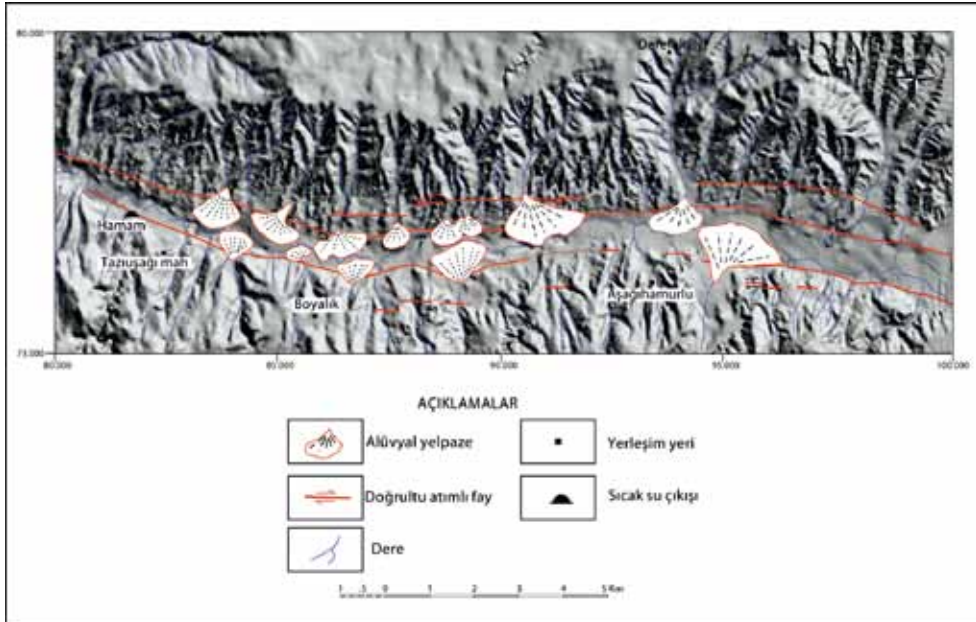 80.000
Hamam
Tazıuşağı mah
Boyalık
Aşağıhamurlu
73.000
80.000 85.000 90.000 95.000 100.000
AÇIKLAMALAR
Alüvyal yelpaze
Yerleşim yeri
Doğrultu atımlı fay
Sıcak su çıkışı
Dere
1 .5 0 1 2 3 4 5 Km